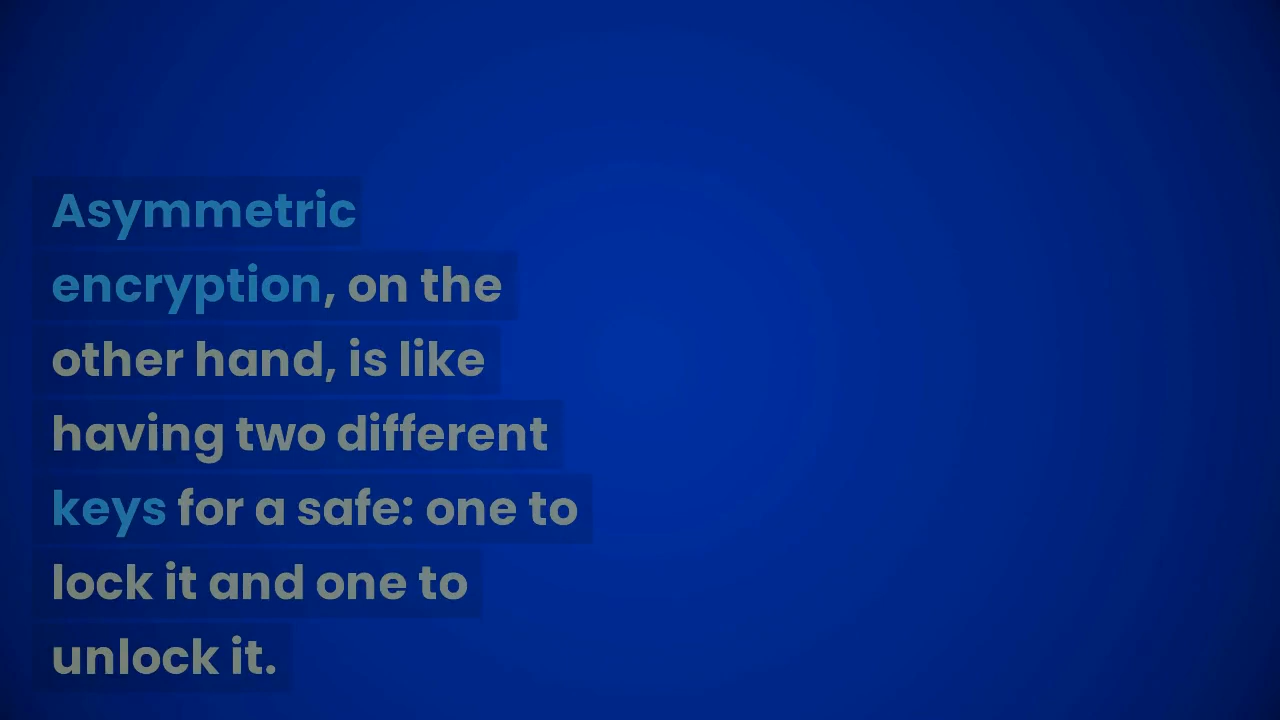 Asymmetric
encryption, on the
other hand, is like
having two different
keys for a safe: one to
lock it and one to
unlock it.